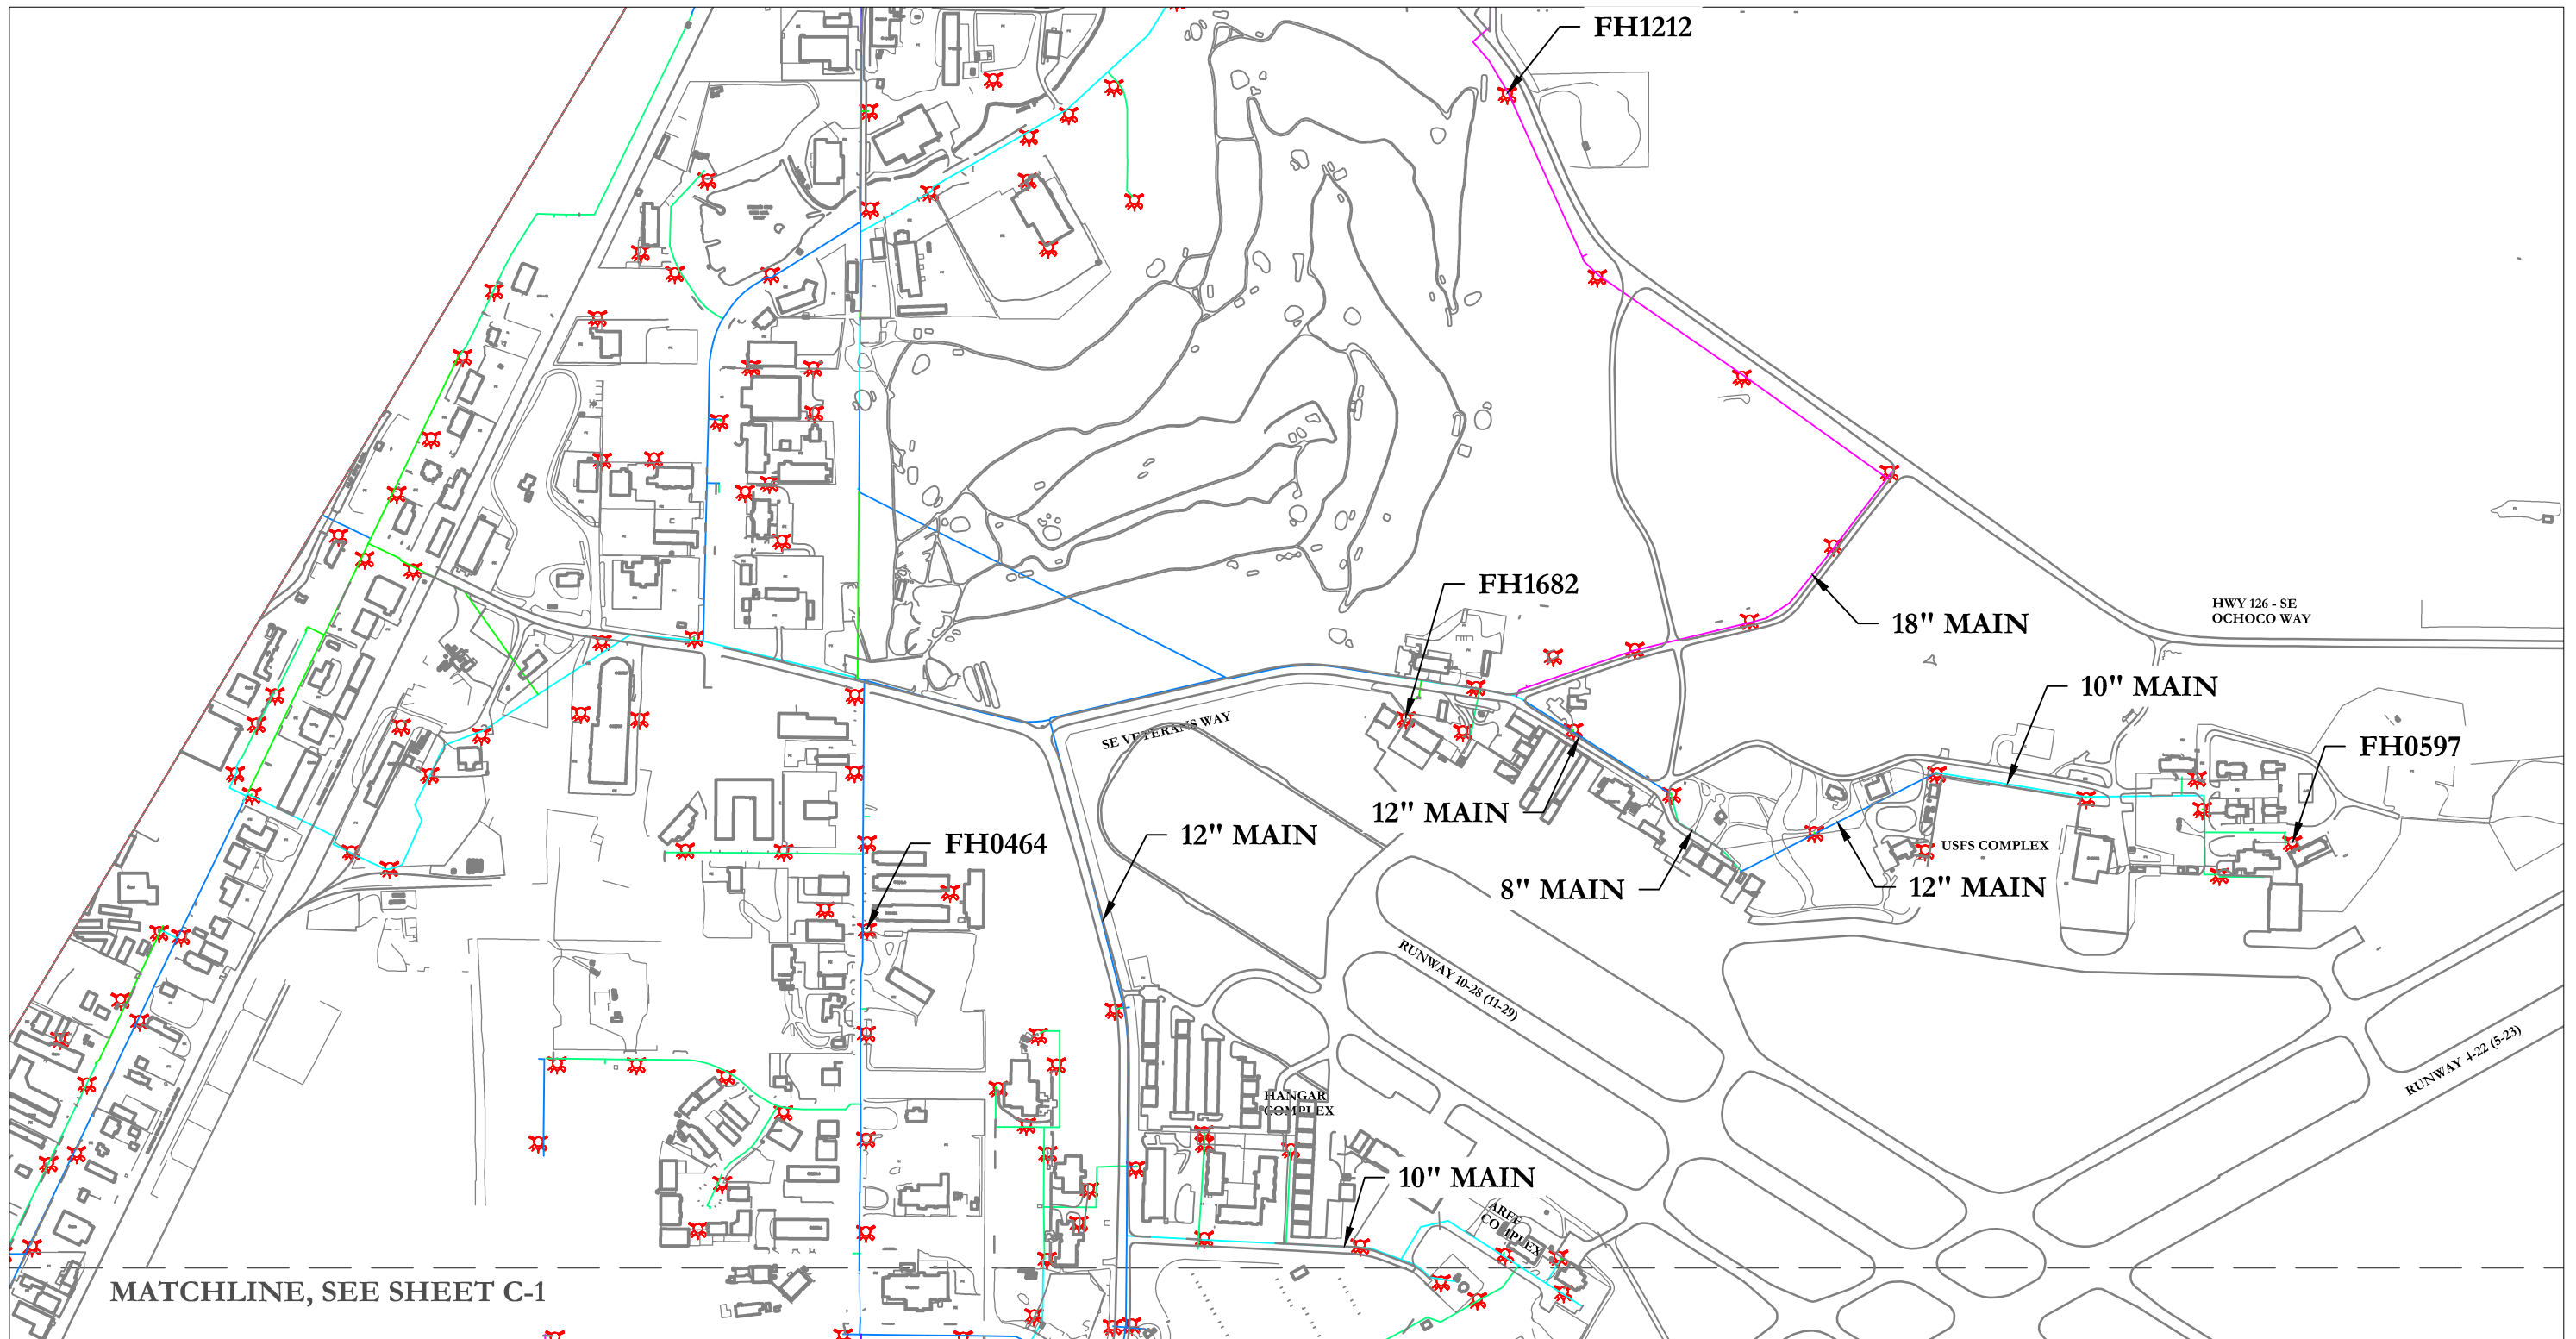 FH1212
FH1682
18" MAIN
HWY 126 - SE
OCHOCO WAY
10" MAIN
SE VETERANS WAY
FH0597
12" MAIN
12" MAIN
FH0464
USFS COMPLEX
8" MAIN
12" MAIN
RUNWAY 10-28 (11-29)
RUNWAY 4-22 (5-23)
HANGAR
COMPLEX
10" MAIN
ARFF
COMPLEX
MATCHLINE, SEE SHEET C-1